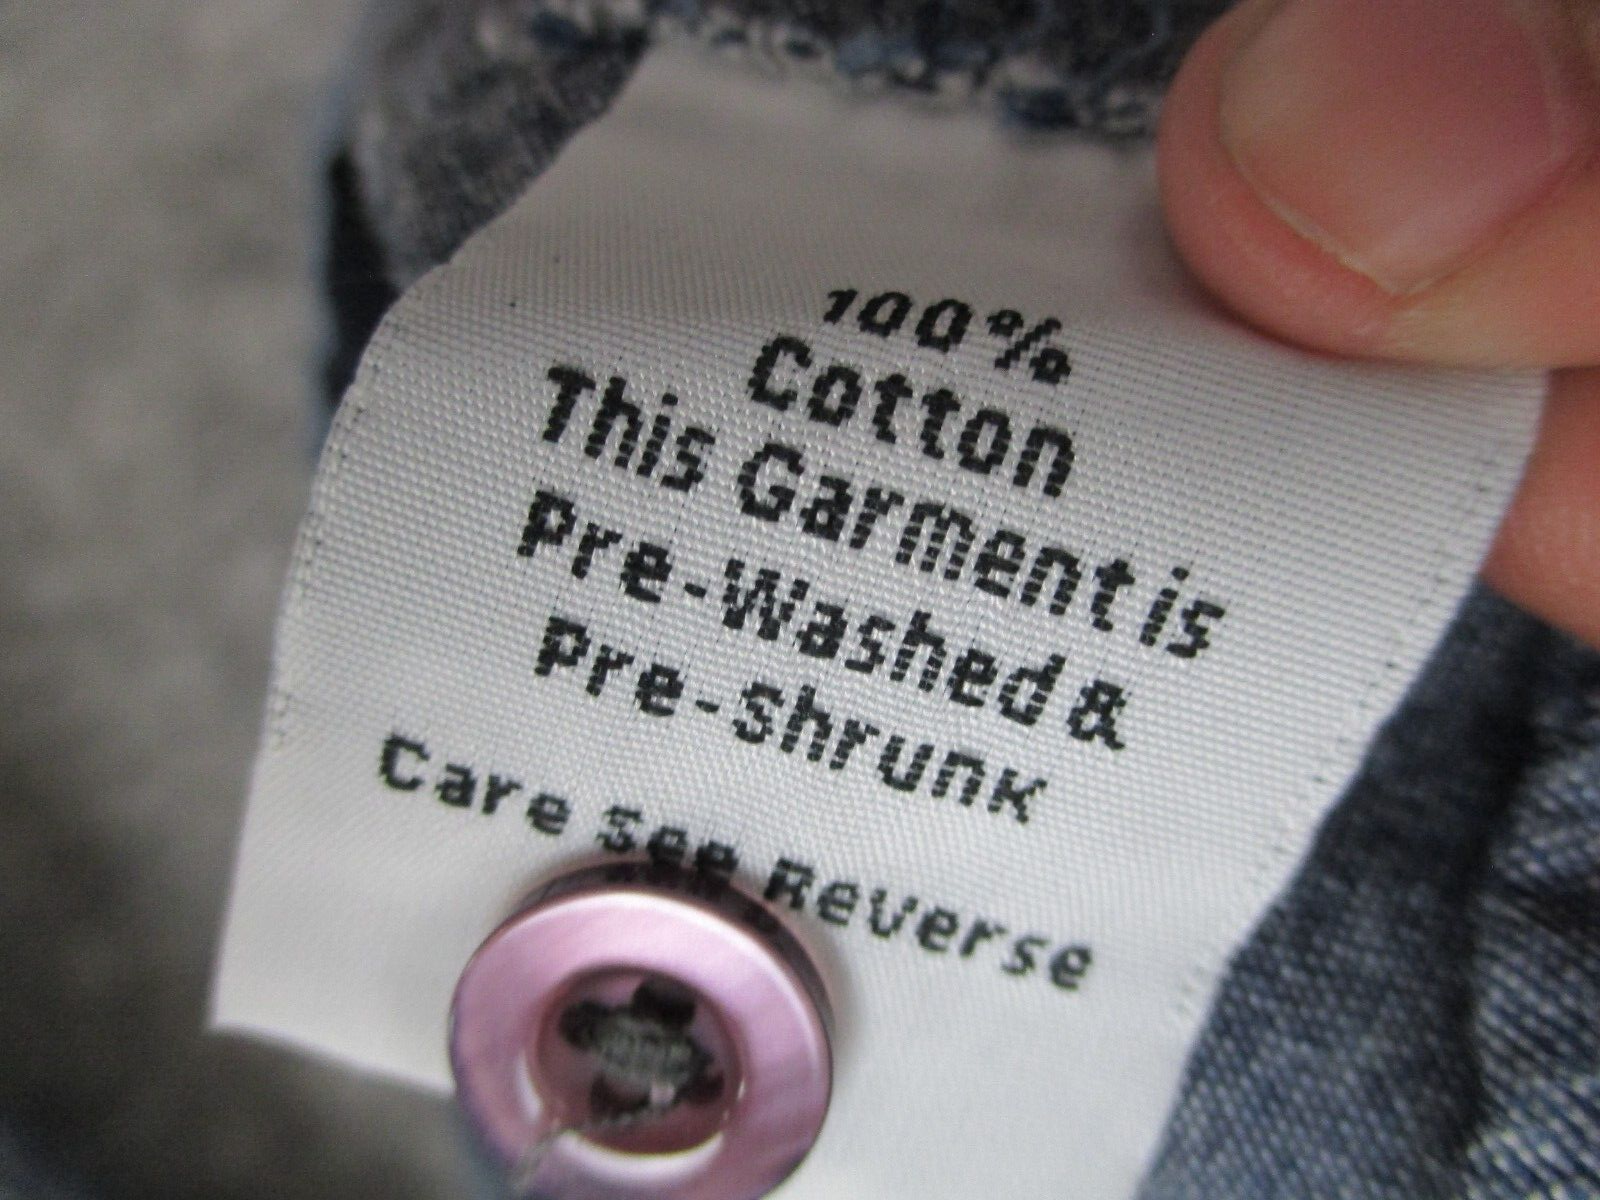 100%
Cotton
This Garment is
Pre-Washed &
Pre-Shrunk
Care See Reverse